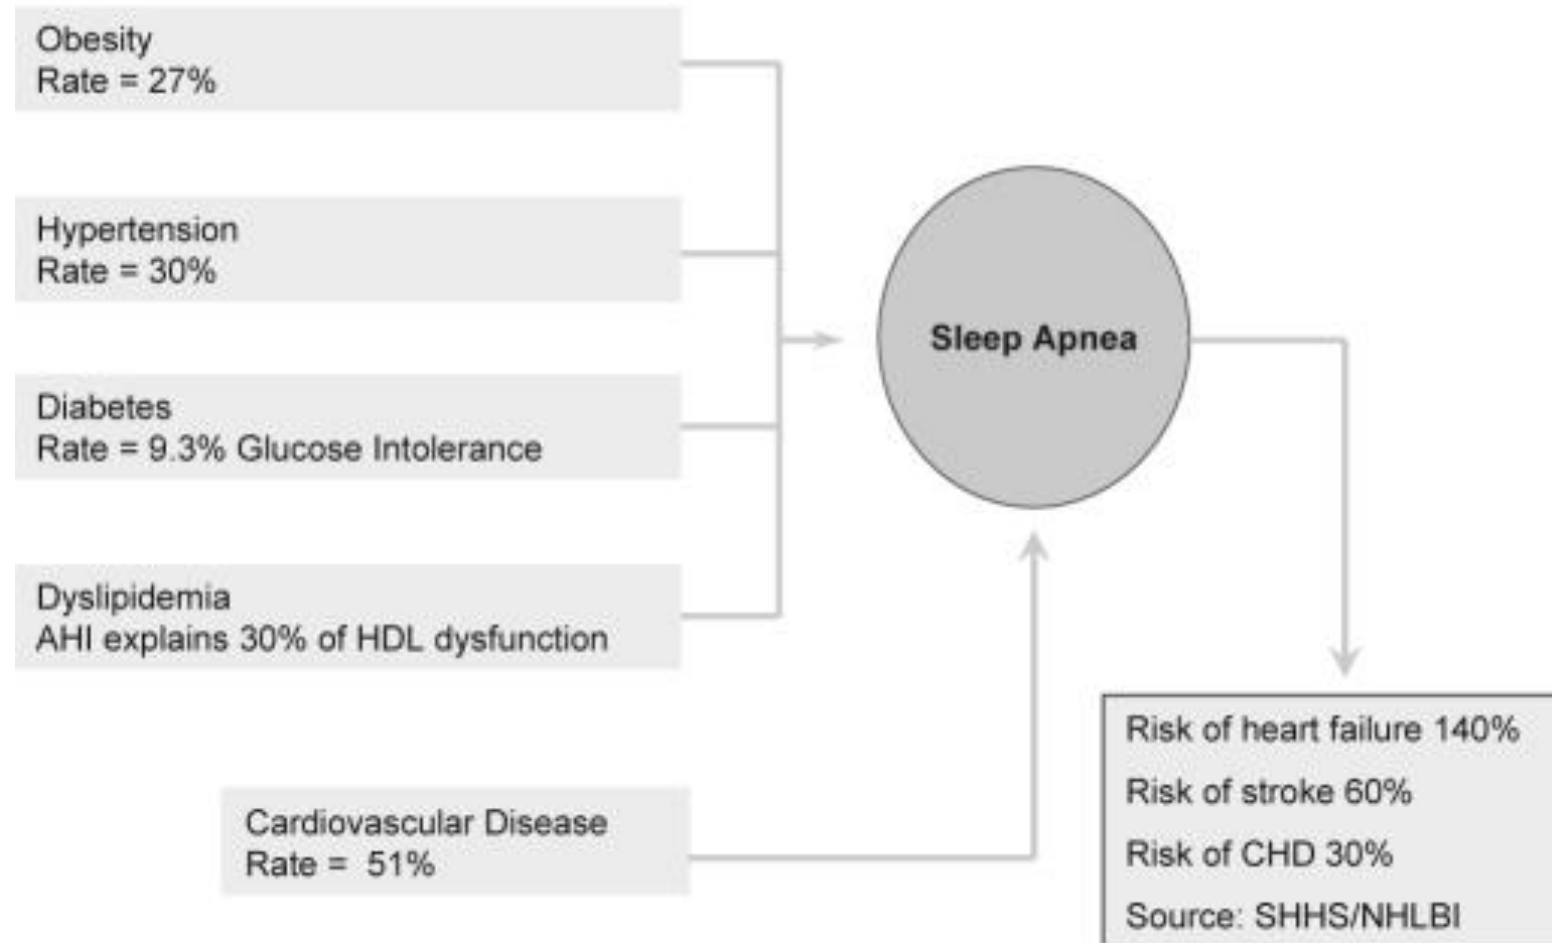 Obesity
Rate = 27%
Hypertension
Rate = 30%
Diabetes
Rate = 9.3% Glucose Intolerance
Dyslipidemia
AHI explains 30% of HDL dysfunction
Cardiovascular Disease
Rate = 51%
Sleep Apnea
Risk of heart failure 140%
Risk of stroke 60%
Risk of CHD 30%
Source: SHHS/NHLBI